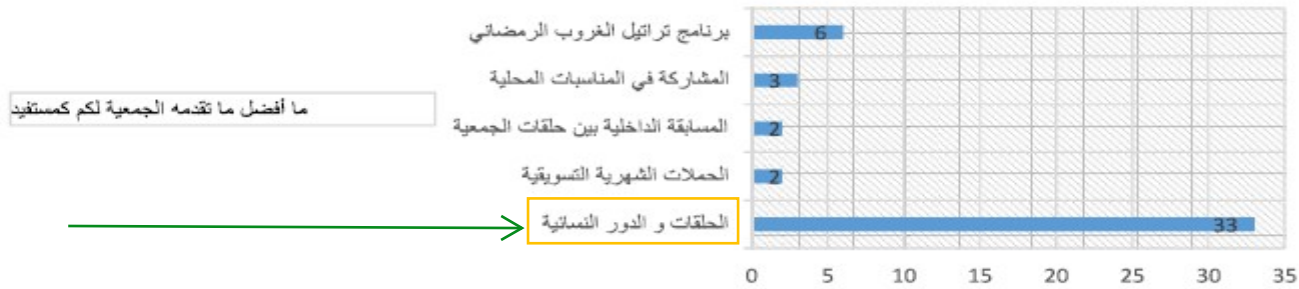 برنامج تراتيل الغروب الرمضاني
6
المشاركة في المناسبات المحلية
3
ما أفضل ما تقدمه الجمعية لكم كمستفيد
المسابقة الداخلية بين حلقات الجمعية
2
الحملات الشهرية التسويقية
2
الحلقات و الدور النسائية
33
0 5 10 15 20 25 30 35